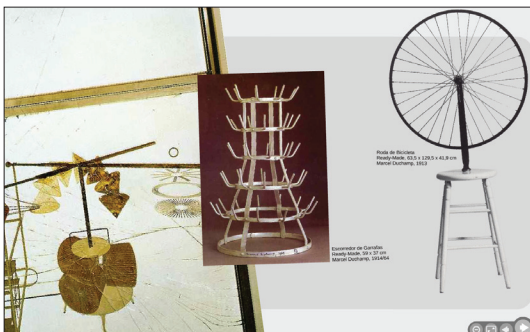 Roda de Bicicleta
Ready-Made, 63,5 x 129,5 x 41,9 cm
Marcel Duchamp, 1913
Escorredor de Garrafas
Ready-Made, 59 x 37 cm
Marcel Duchamp, 1914/64